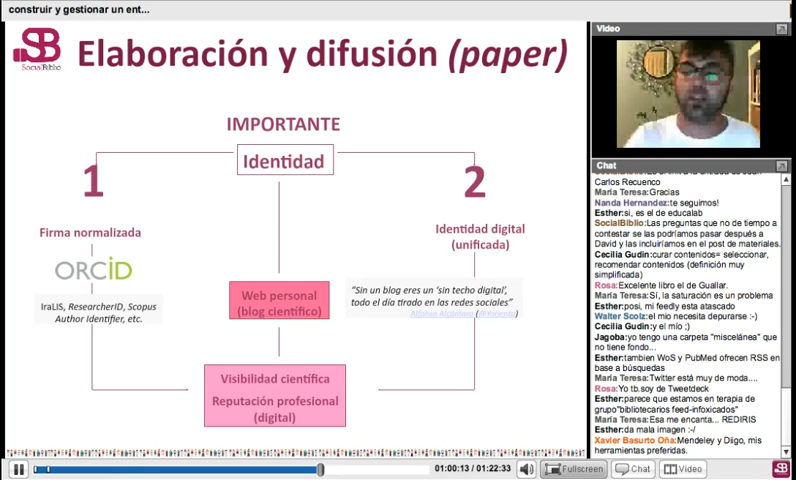 construir y gestionar un ent...
SB
SocialBiblio
Elaboración y difusión (paper)
IMPORTANTE
Identidad
1
2
Firma normalizada
ORCID
IraLIS, ResearcherID, Scopus
Author Identifier, etc.
Identidad digital
(unificada)
Web personal
(blog científico)
“Sin un blog eres un ‘sin techo digital’,
todo el día tirado en las redes sociales”
Visibilidad científica
Reputación profesional
(digital)
01:00:13 / 01:22:33
Fullscreen
Chat
Video
SB
Video
Chat
Carlos Recuenco
Maria Teresa:Gracias
Nanda Hernandez:te seguimos!
Esther:si, es el de educalab
SocialBiblio:Las preguntas que no de tiempo a
contestar se las podríamos pasar después a
David y las incluiríamos en el post de materiales.
Cecilia Gudin:curar contenidos= seleccionar,
recomendar contenidos (definición muy
simplificada)
Rosa:Excelente libro el de Guallar.
Maria Teresa:Sí, la saturación es un problema
Esther:posi, mi feedly esta atascado
Walter Scolz:el mio necesita depurarse :-)
Cecilia Gudin:y el mío ;)
Jagoba:yo tengo una carpeta "miscelánea" que
no tiene fondo...
Esther:tambien WoS y PubMed ofrecen RSS en
base a búsquedas
Maria Teresa:Twitter está muy de moda....
Rosa:Yo tb.soy de Tweetdeck
Esther:parece que estamos en terapia de
grupo"bibliotecarios feed-infoxicados"
Maria Teresa:Esa me encanta... REDIRIS
Esther:da mala imagen :-/
Xavier Basurto Oña:Mendeley y Diigo, mis
herramientas preferidas.